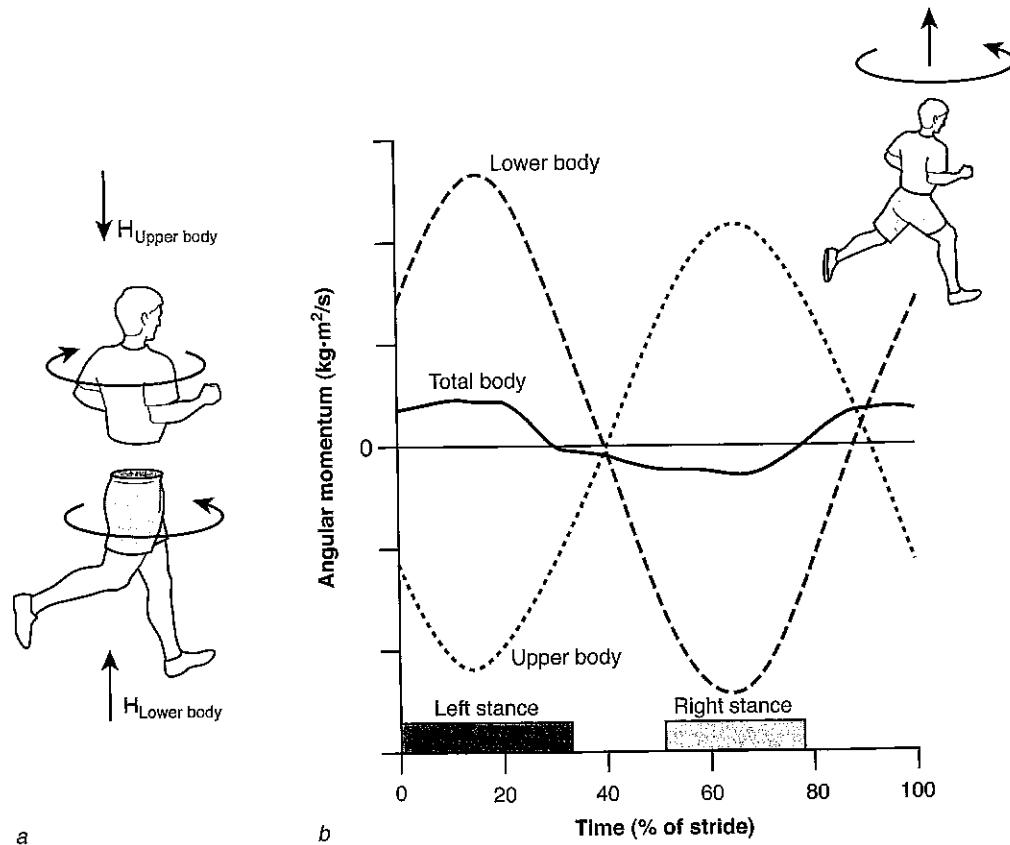 H Upper body
H Lower body
a
Angular momentum (kg·m²/s)
0
Lower body
Total body
Upper body
Left stance
Right stance
0 20 40 60 80 100
Time (% of stride)
b